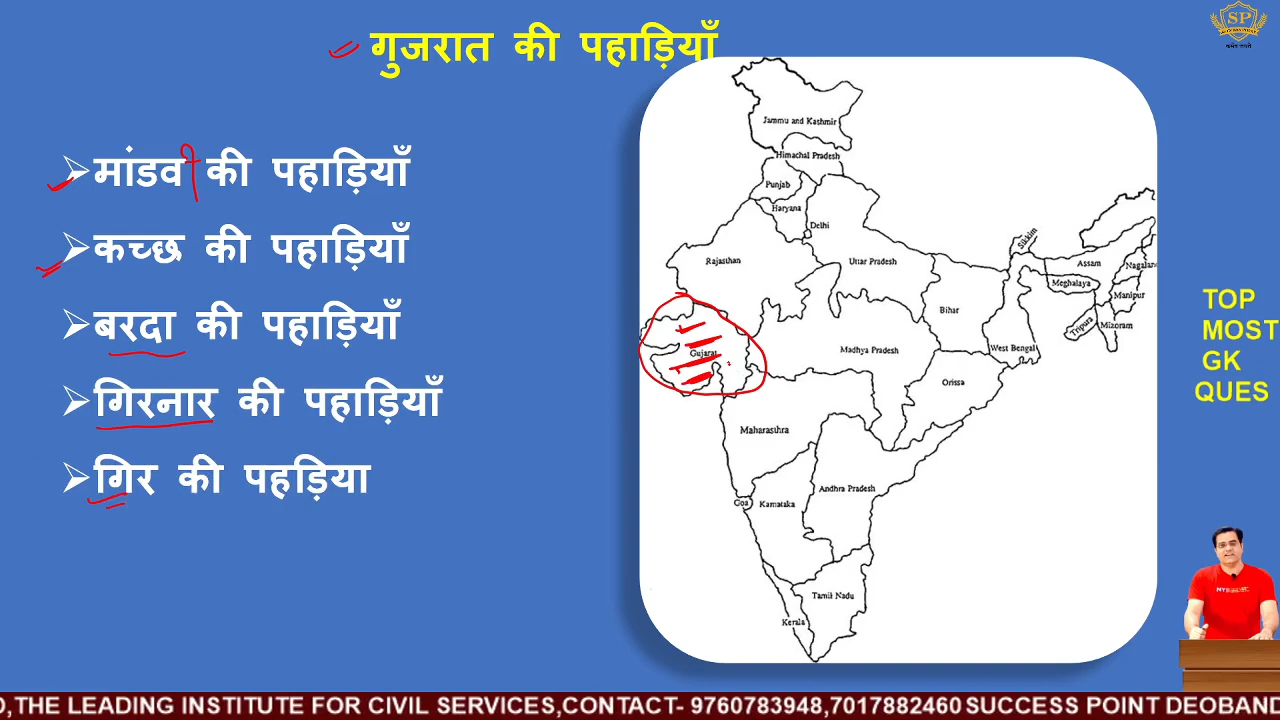 गुजरात की पहाड़ियाँ
SP
मांडवी की पहाड़ियाँ
कच्छ की पहाड़ियाँ
बरदा की पहाड़ियाँ
गिरनार की पहाड़ियाँ
गिर की पहड़िया
Jammu and Kashmir
Himachal Pradesh
Punjab
Haryana
Delhi
Rajasthan
Uttar Pradesh
Sikkim
Assam
Nagalan
Meghalaya
Manipur
Tripura
Mizoram
Bihar
West Bengal
Gujarat
Madhya Pradesh
Orissa
Maharasthra
Andhra Pradesh
Goa
Karnataka
Tamil Nadu
Kerala
TOP
MOST
GK
QUES
O,THE LEADING INSTITUTE FOR CIVIL SERVICES,CONTACT- 9760783948,7017882460 SUCCESS POINT DEOBAND